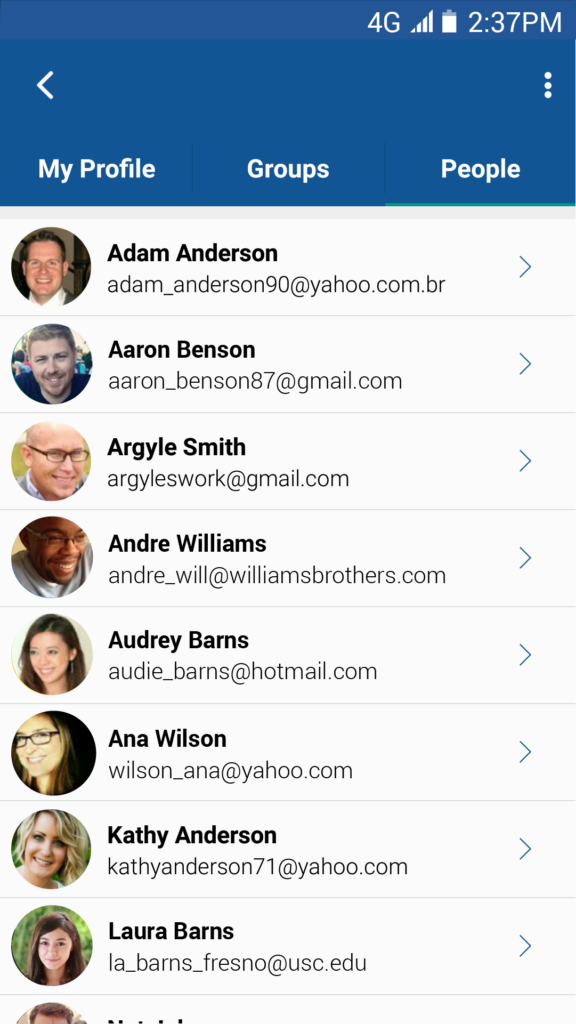 4G 2:37PM
My Profile Groups People
Adam Anderson
adam_anderson90@yahoo.com.br
Aaron Benson
aaron_benson87@gmail.com
Argyle Smith
argyleswork@gmail.com
Andre Williams
andre_will@williamsbrothers.com
Audrey Barns
audie_barns@hotmail.com
Ana Wilson
wilson_ana@yahoo.com
Kathy Anderson
kathyanderson71@yahoo.com
Laura Barns
la_barns_fresno@usc.edu